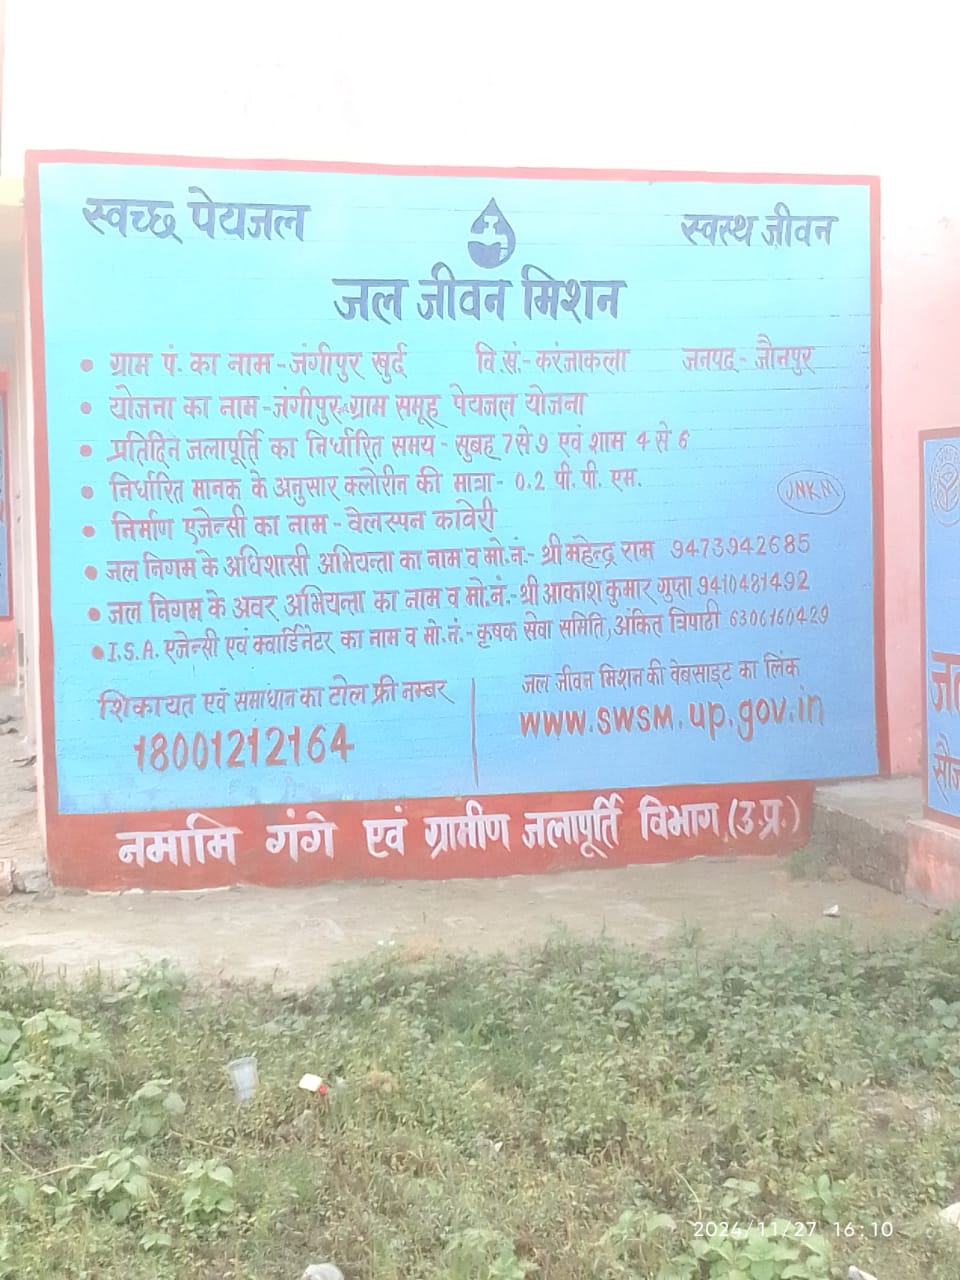 स्वच्छ पेयजल स्वस्थ जीवन
जल जीवन मिशन
• ग्राम पं. का नाम - जंगीपुर खुर्द वि.सं.- करंजाकला जनपद - जौनपुर
• योजना का नाम - जंगीपुर ग्राम समूह पेयजल योजना
• प्रतिदिन जलापूर्ति का निर्धारित समय - सुबह 7 से 9 एवं शाम 4 से 6
• निर्धारित मानक के अनुसार क्लोरीन की मात्रा - 0.2 पी. पी. एम.
JNKM
• निर्माण एजेन्सी का नाम - वेलस्पन कावेरी
• जल निगम के अधिशासी अभियन्ता का नाम व मो.नं.- श्री महेन्द्र राम 9473942685
• जल निगम के अवर अभियन्ता का नाम व मो.नं.- श्री आकाश कुमार गुप्ता 9410481492
• I.S.A. एजेन्सी एवं क्वार्डिनेटर का नाम व मो.नं.- कृषक सेवा समिति, अंकित त्रिपाठी 6306160429
शिकायत एवं समाधान का टोल फ्री नम्बर
18001212164
जल जीवन मिशन की वेबसाइट का लिंक
www.swsm.up.gov.in
नमामि गंगे एवं ग्रामीण जलापूर्ति विभाग, (उ.प्र.)
2024/11/27 16:10